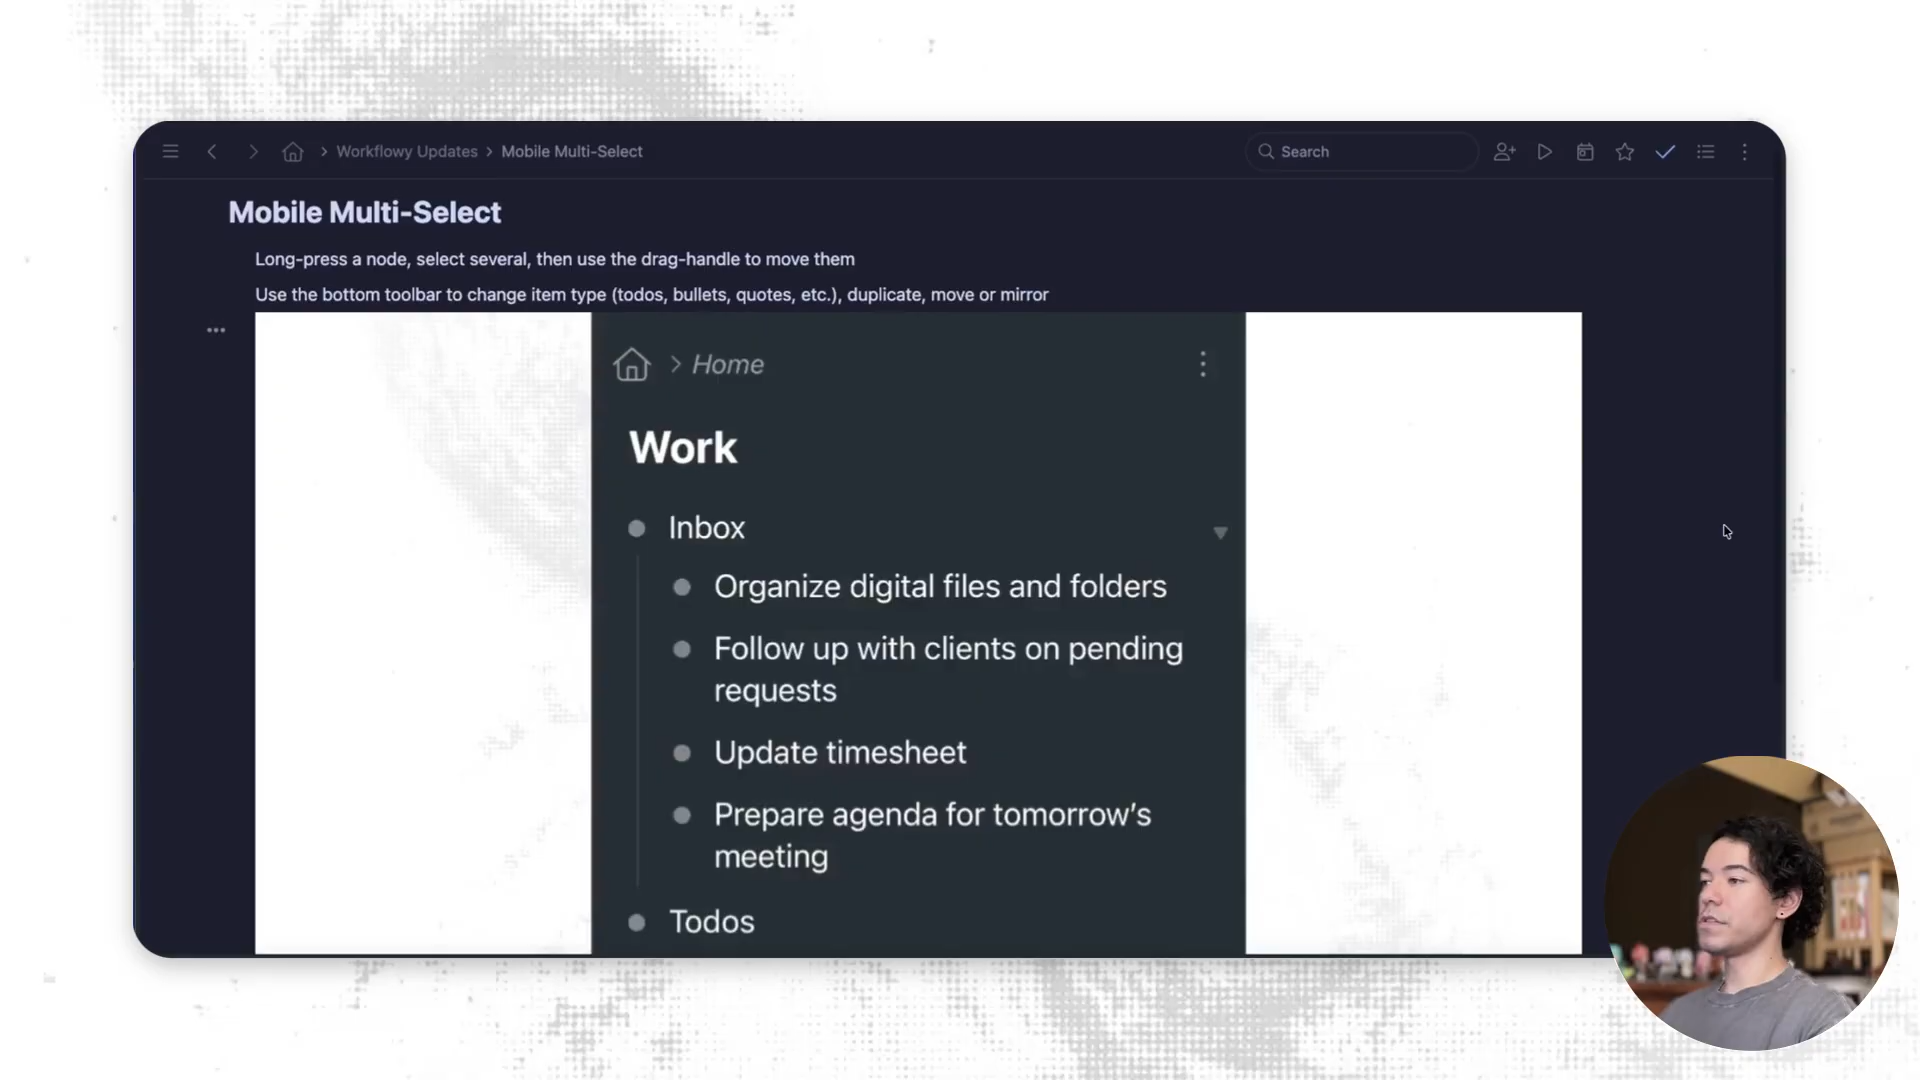 Workflowy Updates > Mobile Multi-Select
Search
Mobile Multi-Select
Long-press a node, select several, then use the drag-handle to move them
Use the bottom toolbar to change item type (todos, bullets, quotes, etc.), duplicate, move or mirror
> Home
Work
Inbox
Organize digital files and folders
Follow up with clients on pending
requests
Update timesheet
Prepare agenda for tomorrow’s
meeting
Todos